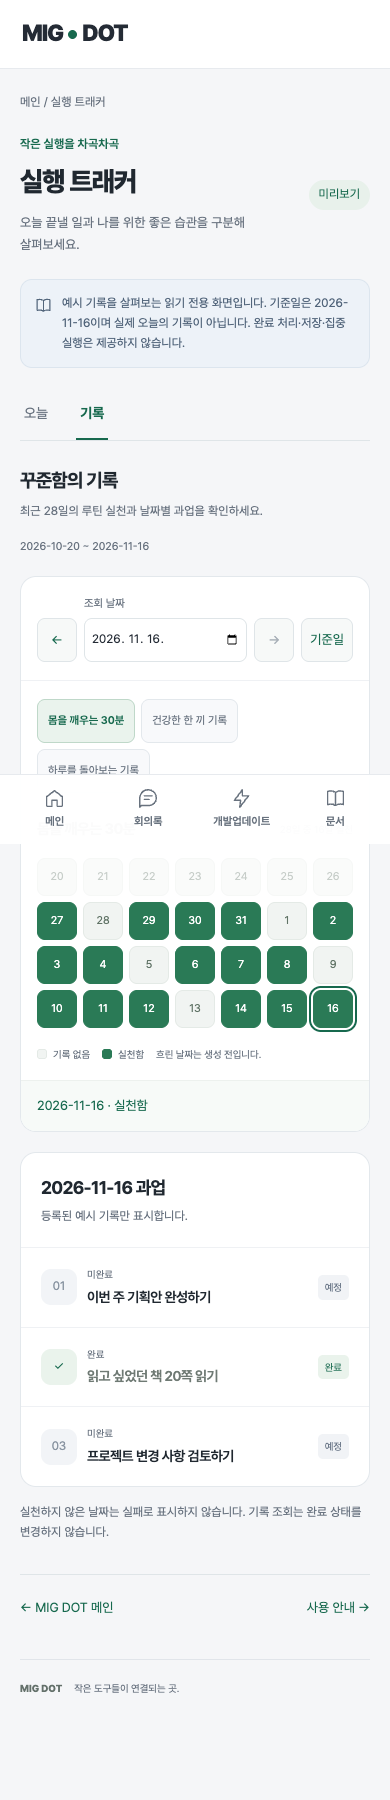 MIG DOT
메인 / 실행 트래커
작은 실행을 차곡차곡
실행 트래커
미리보기
오늘 끝낼 일과 나를 위한 좋은 습관을 구분해
살펴보세요.
예시 기록을 살펴보는 읽기 전용 화면입니다. 기준일은 2026-
11-16이며 실제 오늘의 기록이 아닙니다. 완료 처리·저장·집중
실행은 제공하지 않습니다.
오늘 기록
꾸준함의 기록
최근 28일의 루틴 실천과 날짜별 과업을 확인하세요.
2026-10-20 ~ 2026-11-16
조회 날짜
← 2026. 11. 16. → 기준일
몸을 깨우는 30분 건강한 한 끼 기록
하루를 돌아보는 기록
메인 회의록 개발업데이트 문서
20 21 22 23 24 25 26
27 28 29 30 31 1 2
3 4 5 6 7 8 9
10 11 12 13 14 15 16
기록 없음 실천함 흐린 날짜는 생성 전입니다.
2026-11-16 · 실천함
2026-11-16 과업
등록된 예시 기록만 표시합니다.
미완료
01 이번 주 기획안 완성하기 예정
완료
✓ 읽고 싶었던 책 20쪽 읽기 완료
미완료
03 프로젝트 변경 사항 검토하기 예정
실천하지 않은 날짜는 실패로 표시하지 않습니다. 기록 조회는 완료 상태를
변경하지 않습니다.
← MIG DOT 메인 사용 안내 →
MIG DOT 작은 도구들이 연결되는 곳.